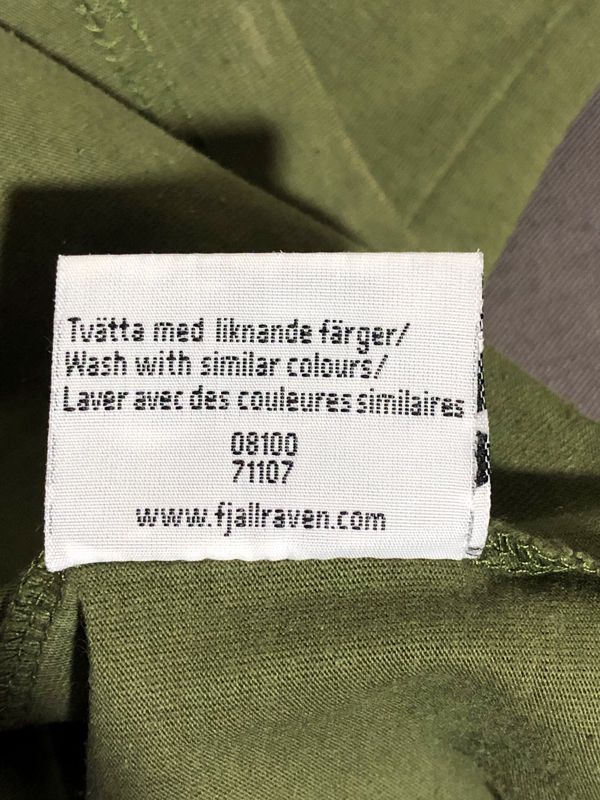 Tvätta med liknande färger/
Wash with similar colours/
Laver avec des couleures similaires
08100
71107
www.fjallraven.com